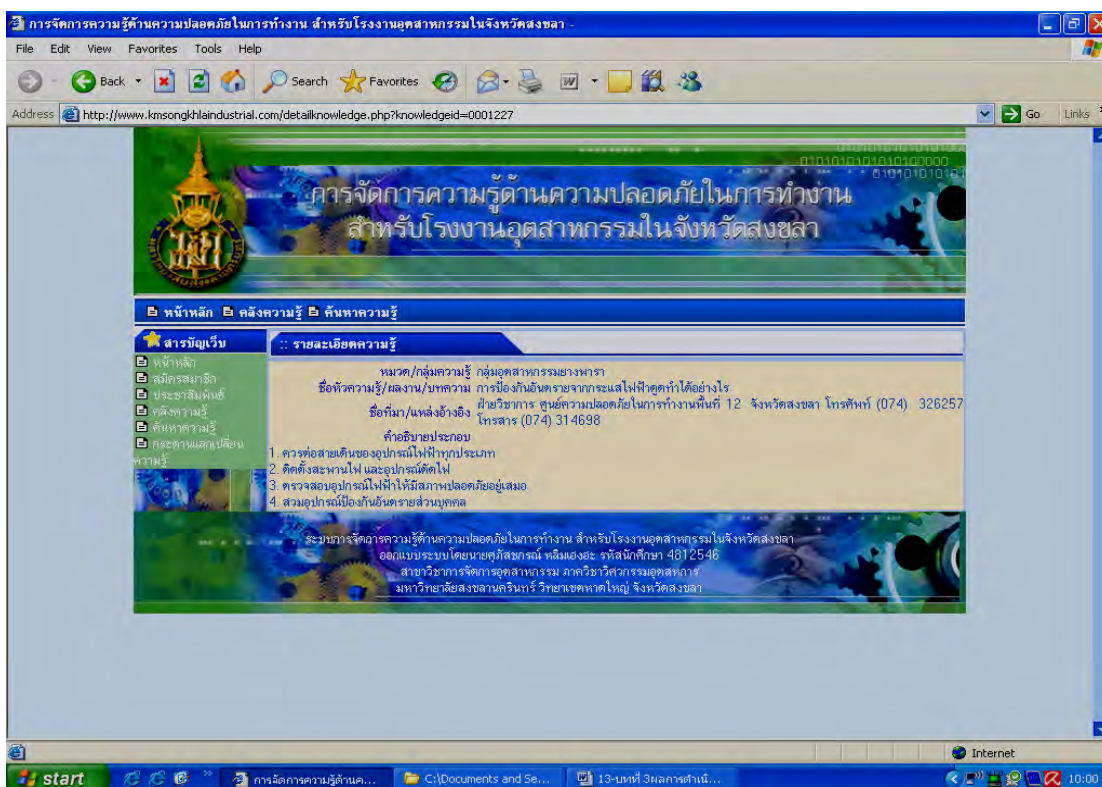 การจัดการความรู้ด้านความปลอดภัยในการทำงาน สำหรับโรงงานอุตสาหกรรมในจังหวัดสงขลา -
File Edit View Favorites Tools Help
Back Search Favorites
Address http://www.kmsongkhlaindustrial.com/detailknowledge.php?knowledgeid=0001227 Go Links
การจัดการความรู้ด้านความปลอดภัยในการทำงาน
สำหรับโรงงานอุตสาหกรรมในจังหวัดสงขลา
หน้าหลัก คลังความรู้ ค้นหาความรู้
สารบัญเว็บ
หน้าหลัก
สมัครสมาชิก
ประชาสัมพันธ์
คลังความรู้
ค้นหาความรู้
กระดานแลกเปลี่ยน
ความรู้
:: รายละเอียดความรู้
หมวด/กลุ่มความรู้ กลุ่มอุตสาหกรรมยางพารา
ชื่อหัวความรู้/ผลงาน/บทความ การป้องกันอันตรายจากกระแสไฟฟ้าดูดทำได้อย่างไร
ชื่อที่มา/แหล่งอ้างอิง ฝ่ายวิชาการ ศูนย์ความปลอดภัยในการทำงานพื้นที่ 12 จังหวัดสงขลา โทรศัพท์ (074) 326257
โทรสาร (074) 314698
คำอธิบายประกอบ
1. ควรต่อสายเดินของอุปกรณ์ไฟฟ้าทุกประเภท
2. ติดตั้งสะพานไฟ และอุปกรณ์ตัดไฟ
3. ตรวจสอบอุปกรณ์ไฟฟ้าให้มีสภาพปลอดภัยอยู่เสมอ
4. สวมอุปกรณ์ป้องกันอันตรายส่วนบุคคล
ระบบการจัดการความรู้ด้านความปลอดภัยในการทำงาน สำหรับโรงงานอุตสาหกรรมในจังหวัดสงขลา
ออกแบบระบบโดยนายศุภัสชกรณ์ หลิมเฮงฮะ รหัสนักศึกษา 4812546
สาขาวิชาการจัดการอุตสาหกรรม ภาควิชาวิศวกรรมอุตสหการ
มหาวิทยาลัยสงขลานครินทร์ วิทยาเขตหาดใหญ่ จังหวัดสงขลา
Internet
start การจัดการความรู้ด้านค... C:\Documents and Se... 13-บทที่ 3ผลการดำเนิ... 10:00